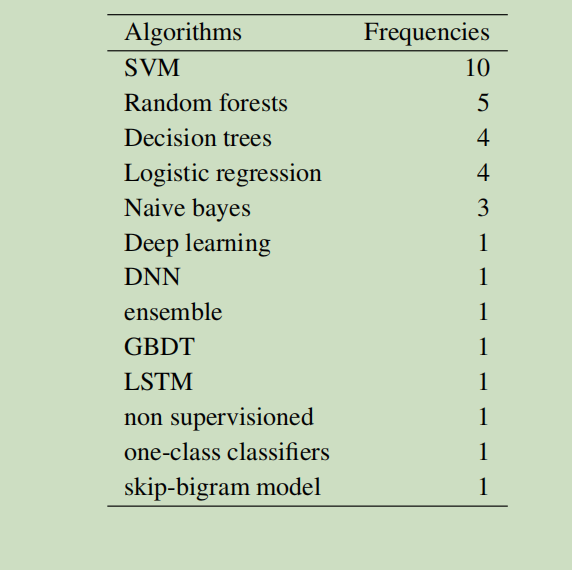 Algorithms Frequencies
SVM 10
Random forests 5
Decision trees 4
Logistic regression 4
Naive bayes 3
Deep learning 1
DNN 1
ensemble 1
GBDT 1
LSTM 1
non supervisioned 1
one-class classifiers 1
skip-bigram model 1